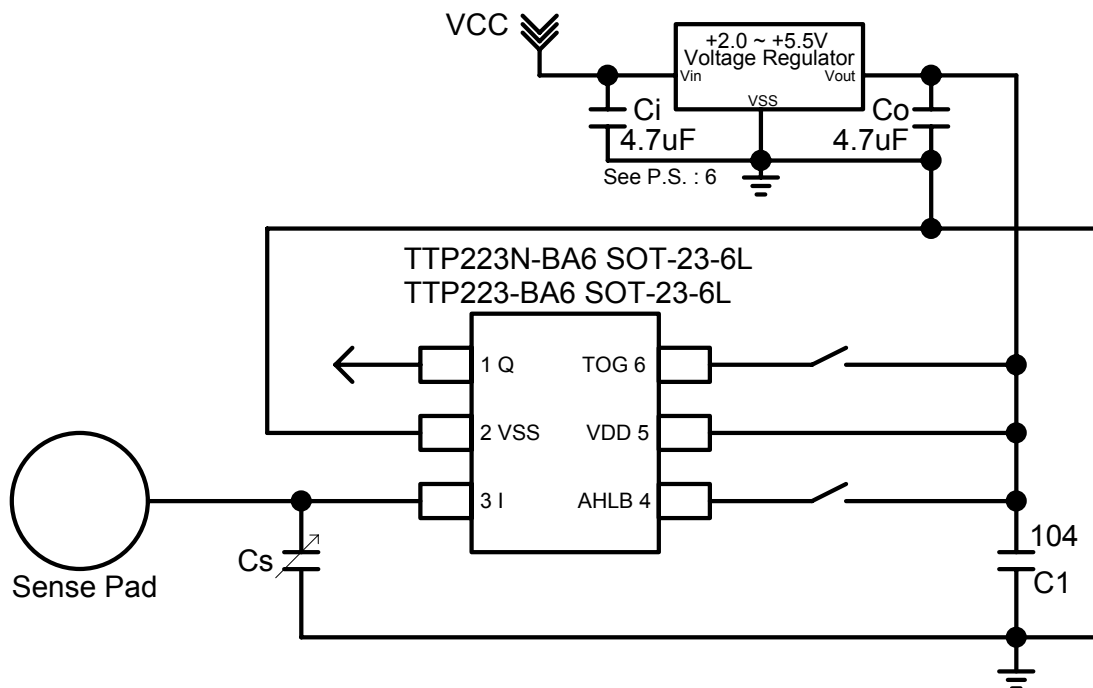 VCC
+2.0 ~ +5.5V
Voltage Regulator
Vin
Vout
VSS
Ci
4.7uF
Co
4.7uF
See P.S. : 6
TTP223N-BA6 SOT-23-6L
TTP223-BA6 SOT-23-6L
1 Q
TOG 6
2 VSS
VDD 5
3 I
AHLB 4
Cs
Sense Pad
104
C1